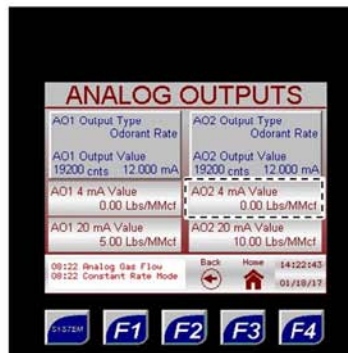 ANALOG OUTPUTS
AO1 Output Type
Odorant Rate
AO1 Output Value
19200 cnts 12.000 mA
AO2 Output Type
Odorant Rate
AO2 Output Value
19200 cnts 12.000 mA
AO1 4 mA Value
0.00 Lbs/MMcf
AO2 4 mA Value
0.00 Lbs/MMcf
AO1 20 mA Value
5.00 Lbs/MMcf
AO2 20 mA Value
10.00 Lbs/MMcf
08:22 Analog Gas Flow
08:22 Constant Rate Mode
Back Home 14:22:43
01/18/17
SYSTEM F1 F2 F3 F4